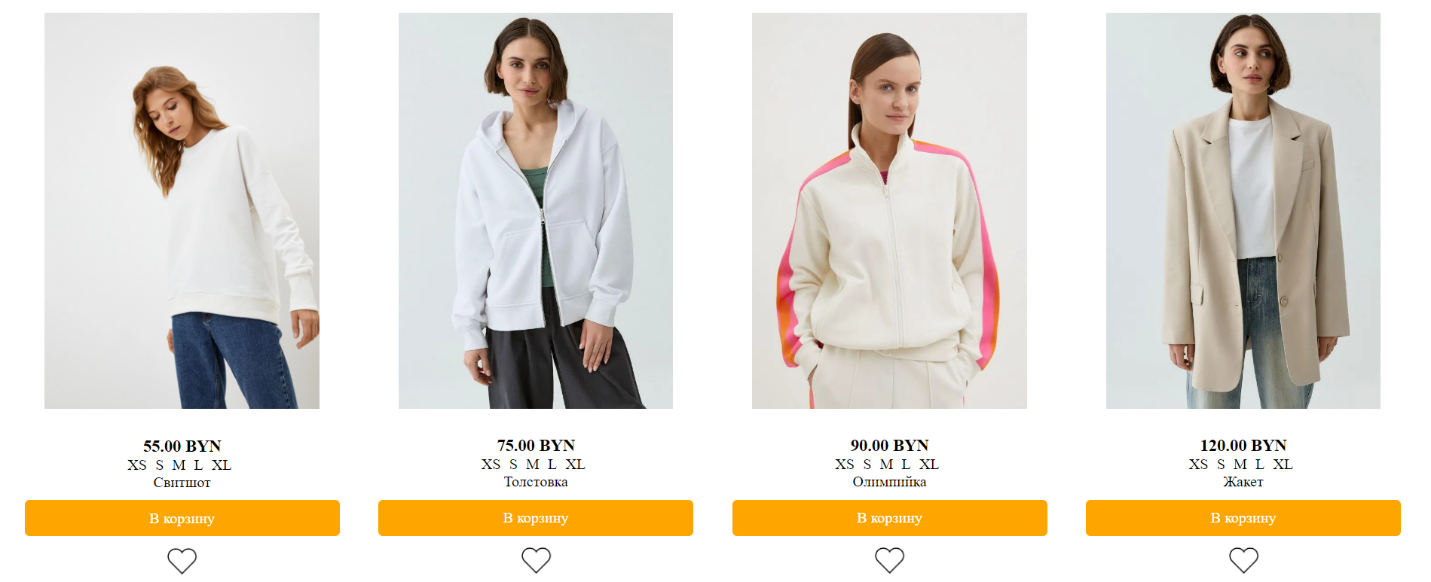 55.00 BYN
XS S M L XL
Свитшот
В корзину
75.00 BYN
XS S M L XL
Толстовка
В корзину
90.00 BYN
XS S M L XL
Олимпийка
В корзину
120.00 BYN
XS S M L XL
Жакет
В корзину